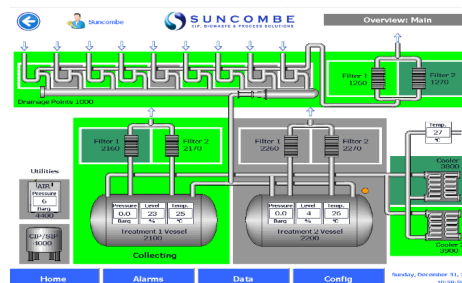 Suncombe
SUNCOMBE
CIP, BIOWASTE & PROCESS SOLUTIONS
Overview: Main
Filter 1
1260
Filter 2
1270
Drainage Points 1000
Temp.
27
°C
Filter 1
2160
Filter 2
2170
Filter 1
2260
Filter 2
2270
Cooler
3800
Utilities
AIR
Pressure
6
Barg
4400
Pressure Level Temp.
0.0 23 25
Barg % °C
Treatment 1 Vessel
2100
Pressure Level Temp.
0.0 4 26
Barg % °C
Treatment 2 Vessel
2200
CIP/SIP
4000
Cooler 2
3900
Collecting
Home
Alarms
Data
Config
Sunday, December 31,